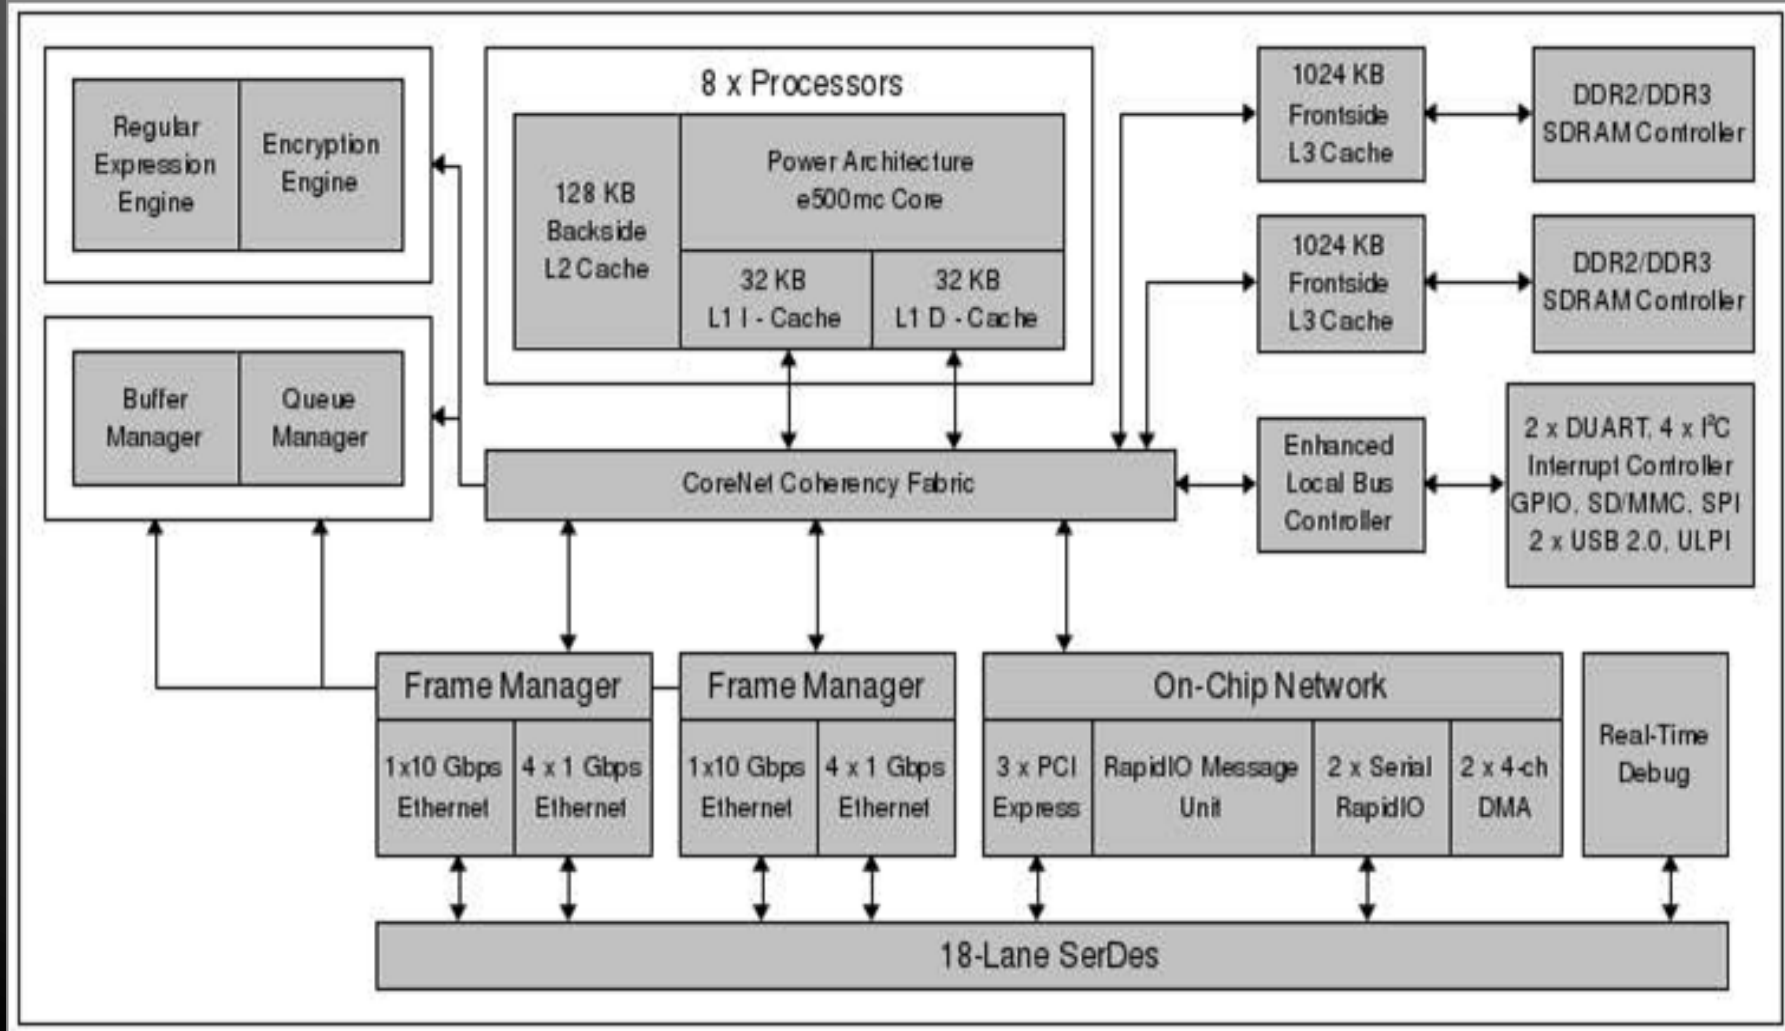 Regular
Expression
Engine
Encryption
Engine
8 x Processors
128 KB
Backside
L2 Cache
Power Architecture
e500mc Core
32 KB
L1 I - Cache
32 KB
L1 D - Cache
1024 KB
Frontside
L3 Cache
DDR2/DDR3
SDRAM Controller
1024 KB
Frontside
L3 Cache
DDR2/DDR3
SDRAM Controller
Buffer
Manager
Queue
Manager
CoreNet Coherency Fabric
Enhanced
Local Bus
Controller
2 x DUART, 4 x I²C
Interrupt Controller
GPIO, SD/MMC, SPI
2 x USB 2.0, ULPI
Frame Manager
1x10 Gbps
Ethernet
4 x 1 Gbps
Ethernet
Frame Manager
1x10 Gbps
Ethernet
4 x 1 Gbps
Ethernet
On-Chip Network
3 x PCI
Express
RapidIO Message
Unit
2 x Serial
RapidIO
2 x 4-ch
DMA
Real-Time
Debug
18-Lane SerDes